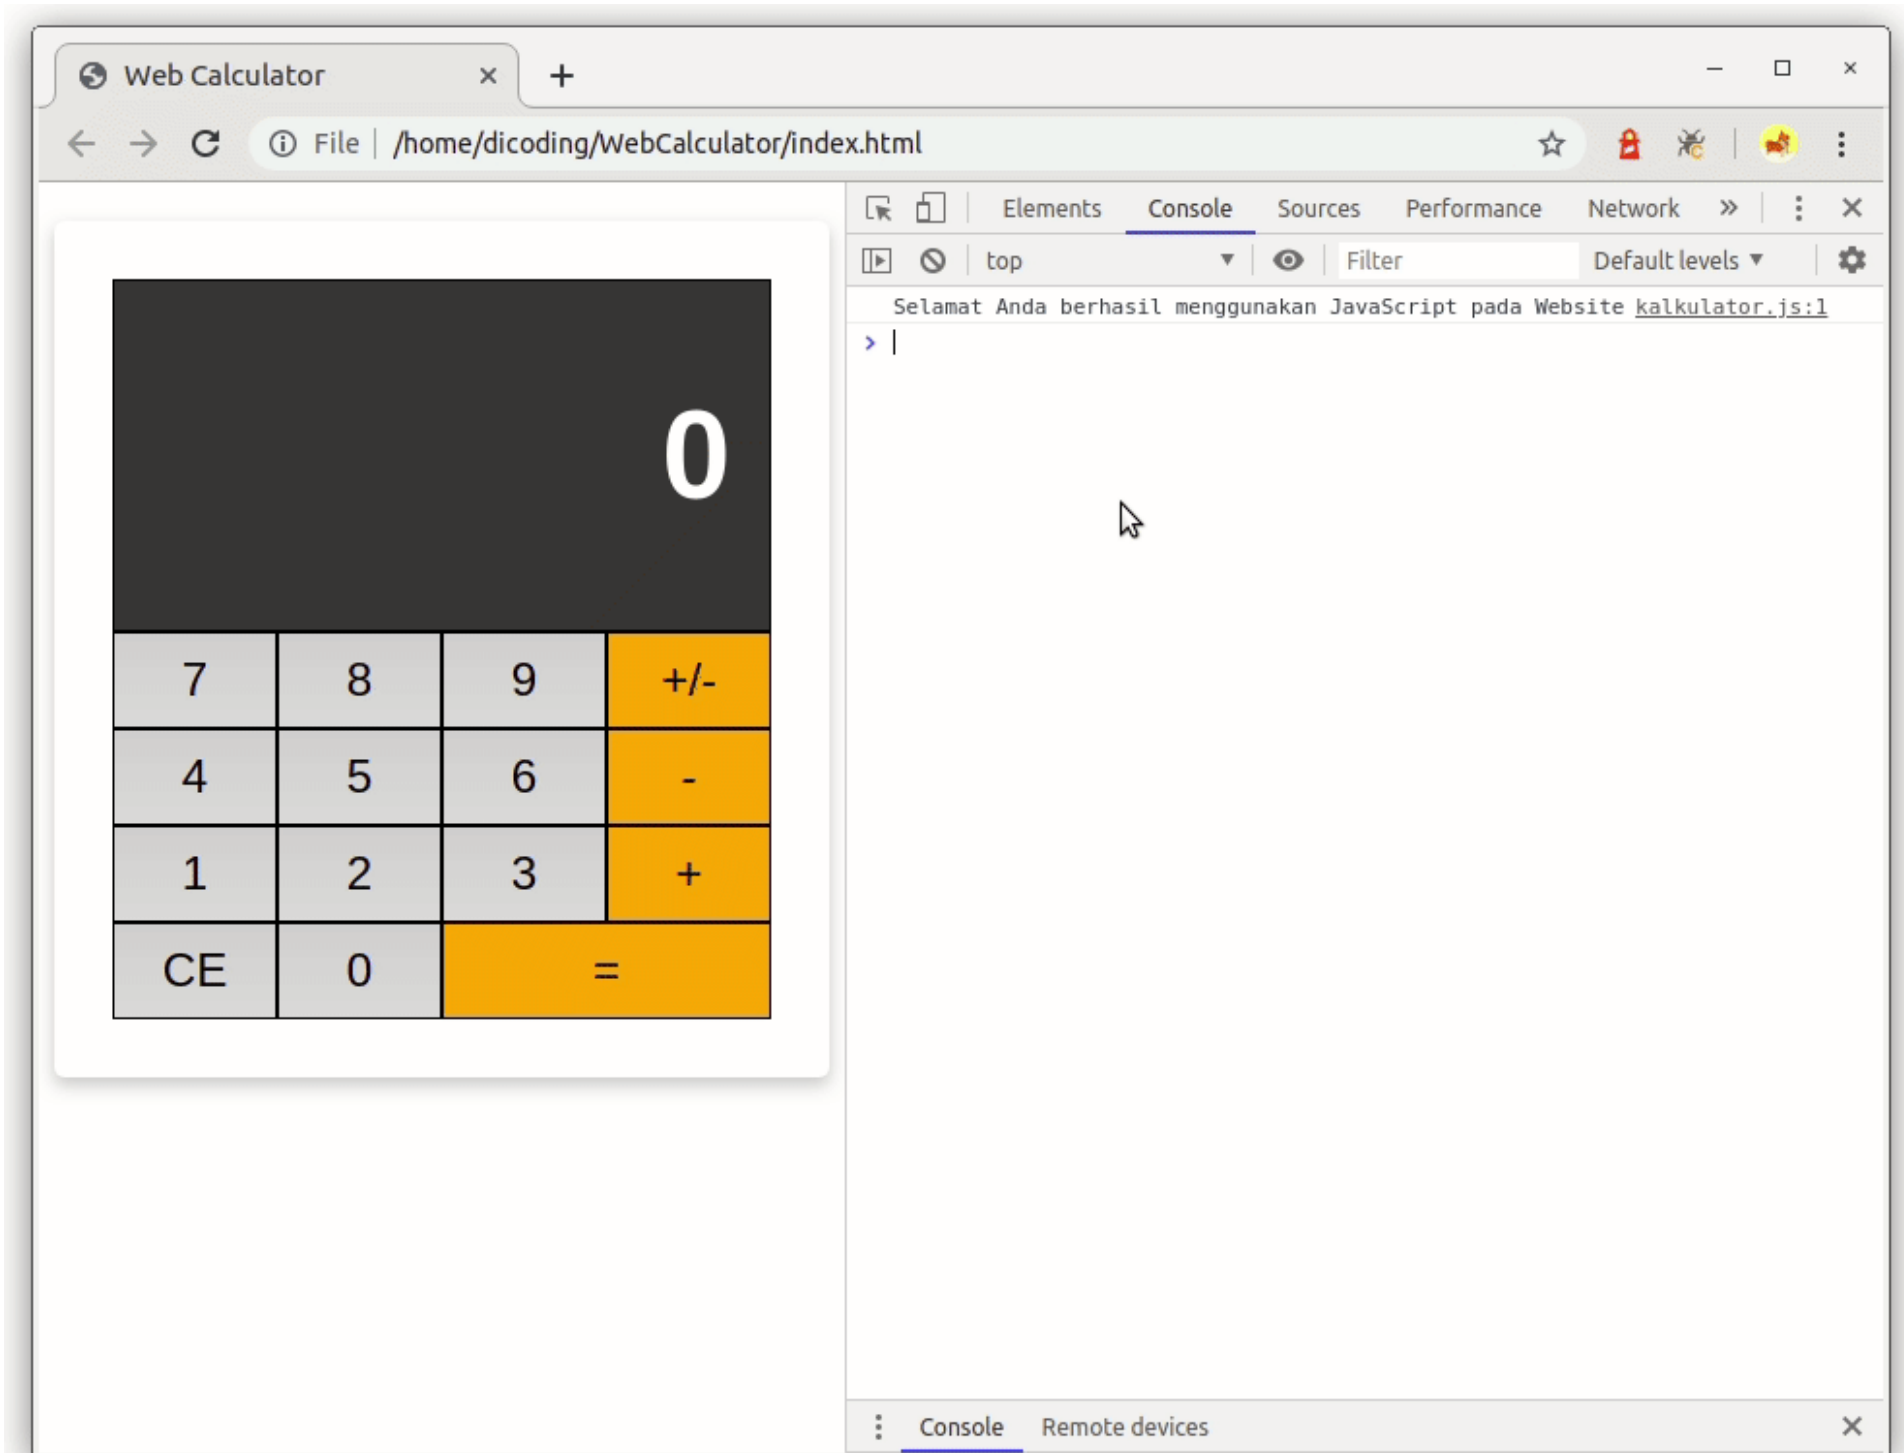 Web Calculator
File /home/dicoding/WebCalculator/index.html
Elements Console Sources Performance Network
top Filter Default levels
Selamat Anda berhasil menggunakan JavaScript pada Website kalkulator.js:1
0
7 8 9 +/-
4 5 6 -
1 2 3 +
CE 0 =
Console Remote devices